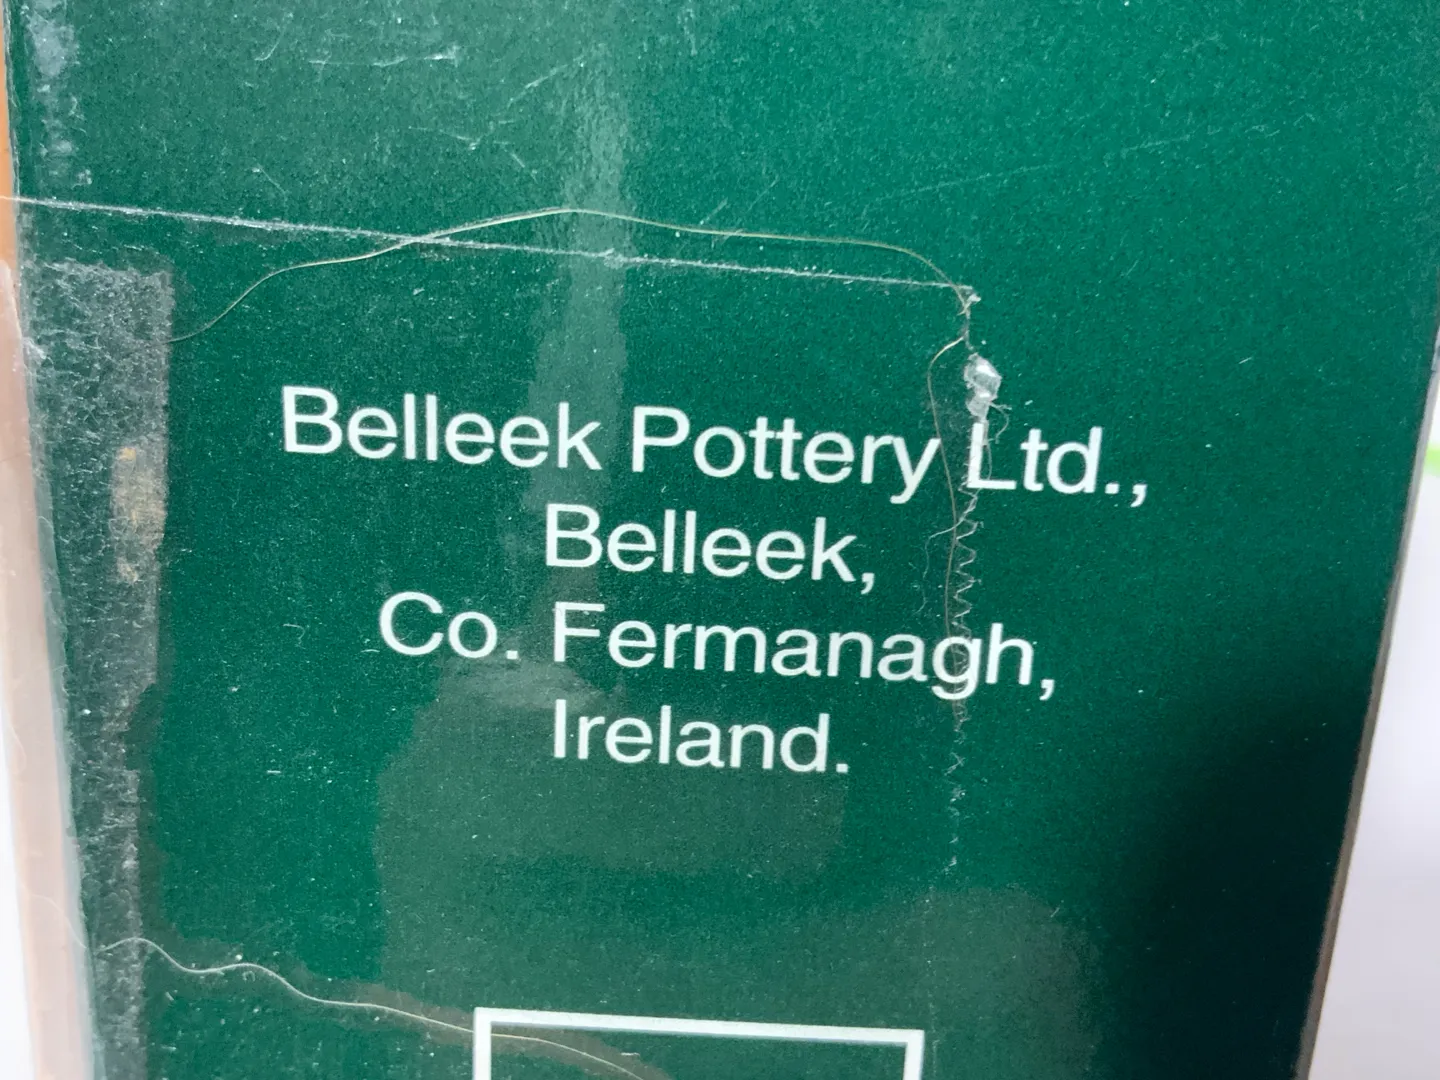 Belleek Pottery Ltd.,
Belleek,
Co. Fermanagh,
Ireland.